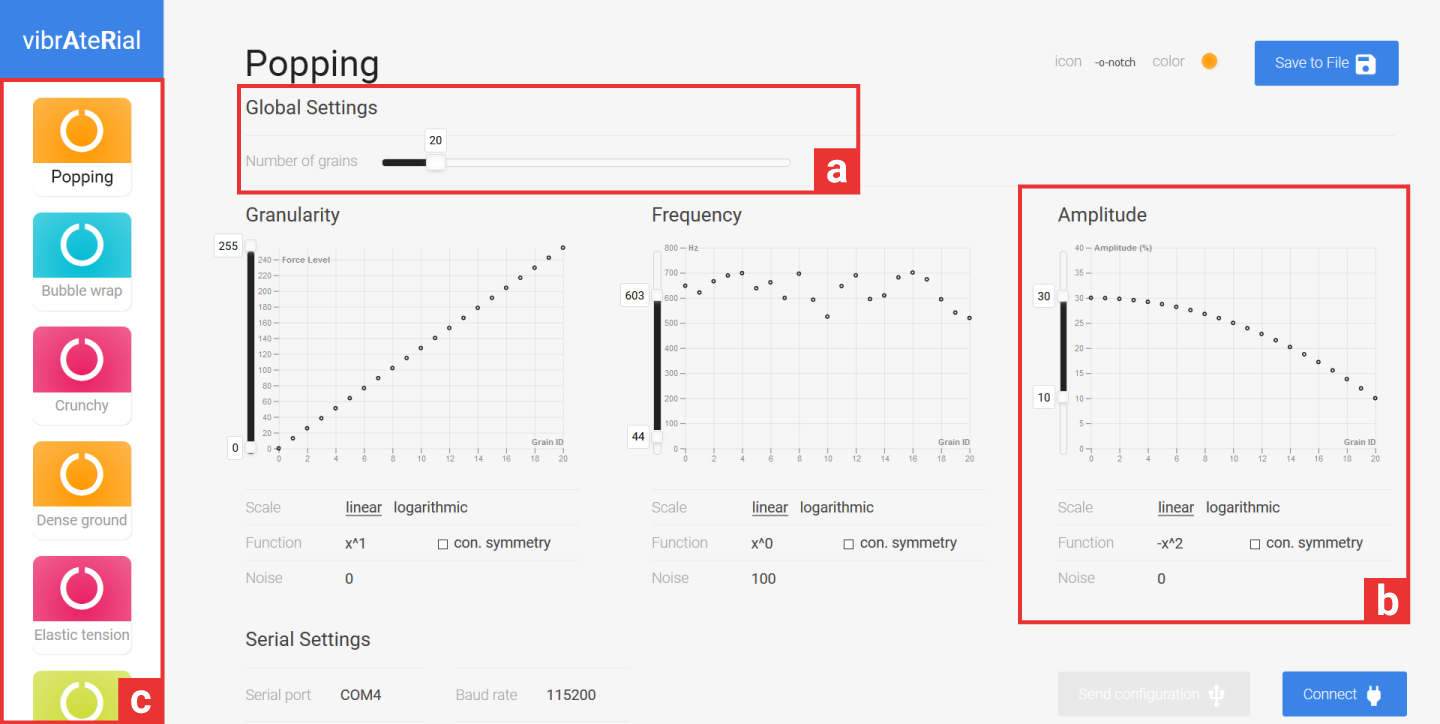 vibrAteRial
Popping
icon -o-notch color
Save to File
Global Settings
20
Number of grains
a
Popping
Bubble wrap
Crunchy
Dense ground
Elastic tension
c
Granularity
255
0
Force Level
240
220
200
180
160
140
120
100
80
60
40
20
0
Grain ID
0 2 4 6 8 10 12 14 16 18 20
Scale linear logarithmic
Function x^1 con. symmetry
Noise 0
Frequency
603
44
Hz
800
700
600
500
400
300
200
100
0
Grain ID
0 2 4 6 8 10 12 14 16 18 20
Scale linear logarithmic
Function x^0 con. symmetry
Noise 100
Amplitude
30
10
Amplitude (%)
40
35
30
25
20
15
10
5
0
Grain ID
0 2 4 6 8 10 12 14 16 18 20
Scale linear logarithmic
Function -x^2 con. symmetry
Noise 0
b
Serial Settings
Serial port COM4 Baud rate 115200
Send configuration
Connect